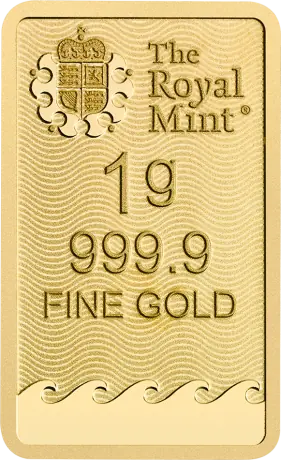 The
Royal
Mint®
1g
999.9
FINE GOLD